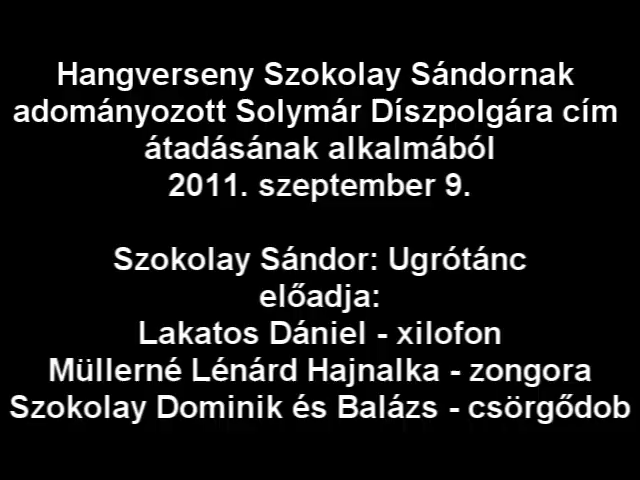 Hangverseny Szokolay Sándornak
adományozott Solymár Díszpolgára cím
átadásának alkalmából
2011. szeptember 9.
Szokolay Sándor: Ugrótánc
előadja:
Lakatos Dániel - xilofon
Müllerné Lénárd Hajnalka - zongora
Szokolay Dominik és Balázs - csörgődob